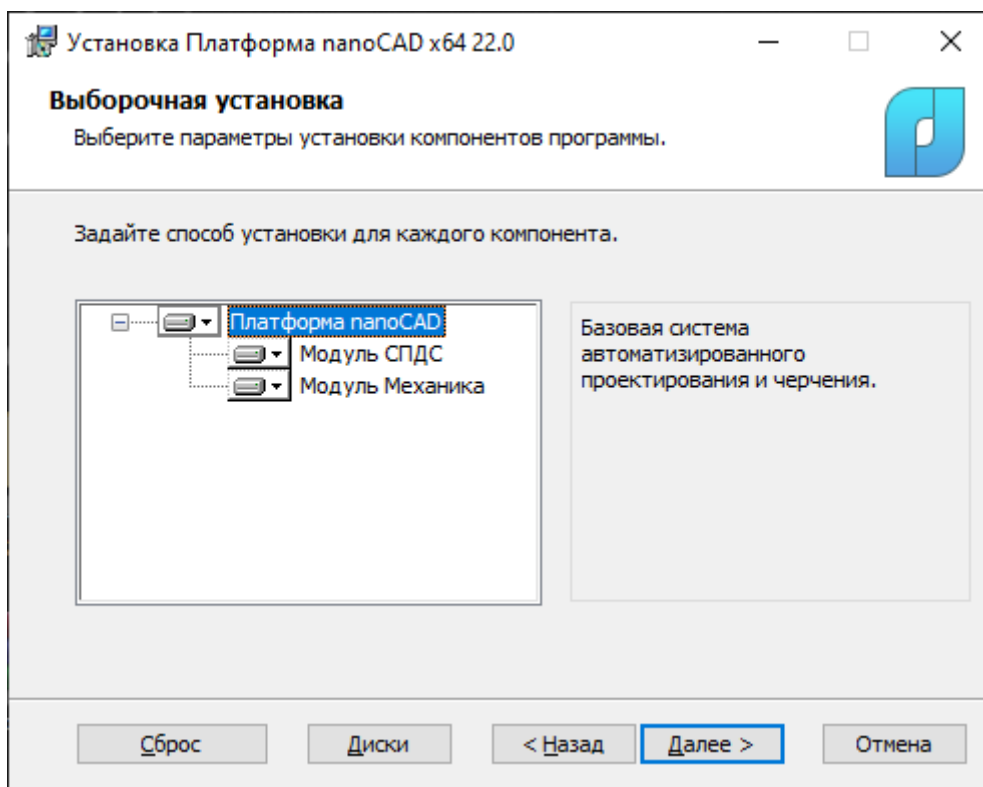 Установка Платформа nanoCAD x64 22.0
Выборочная установка
Выберите параметры установки компонентов программы.
Задайте способ установки для каждого компонента.
Платформа nanoCAD
Модуль СПДС
Модуль Механика
Базовая система
автоматизированного
проектирования и черчения.
Сброс
Диски
< Назад
Далее >
Отмена